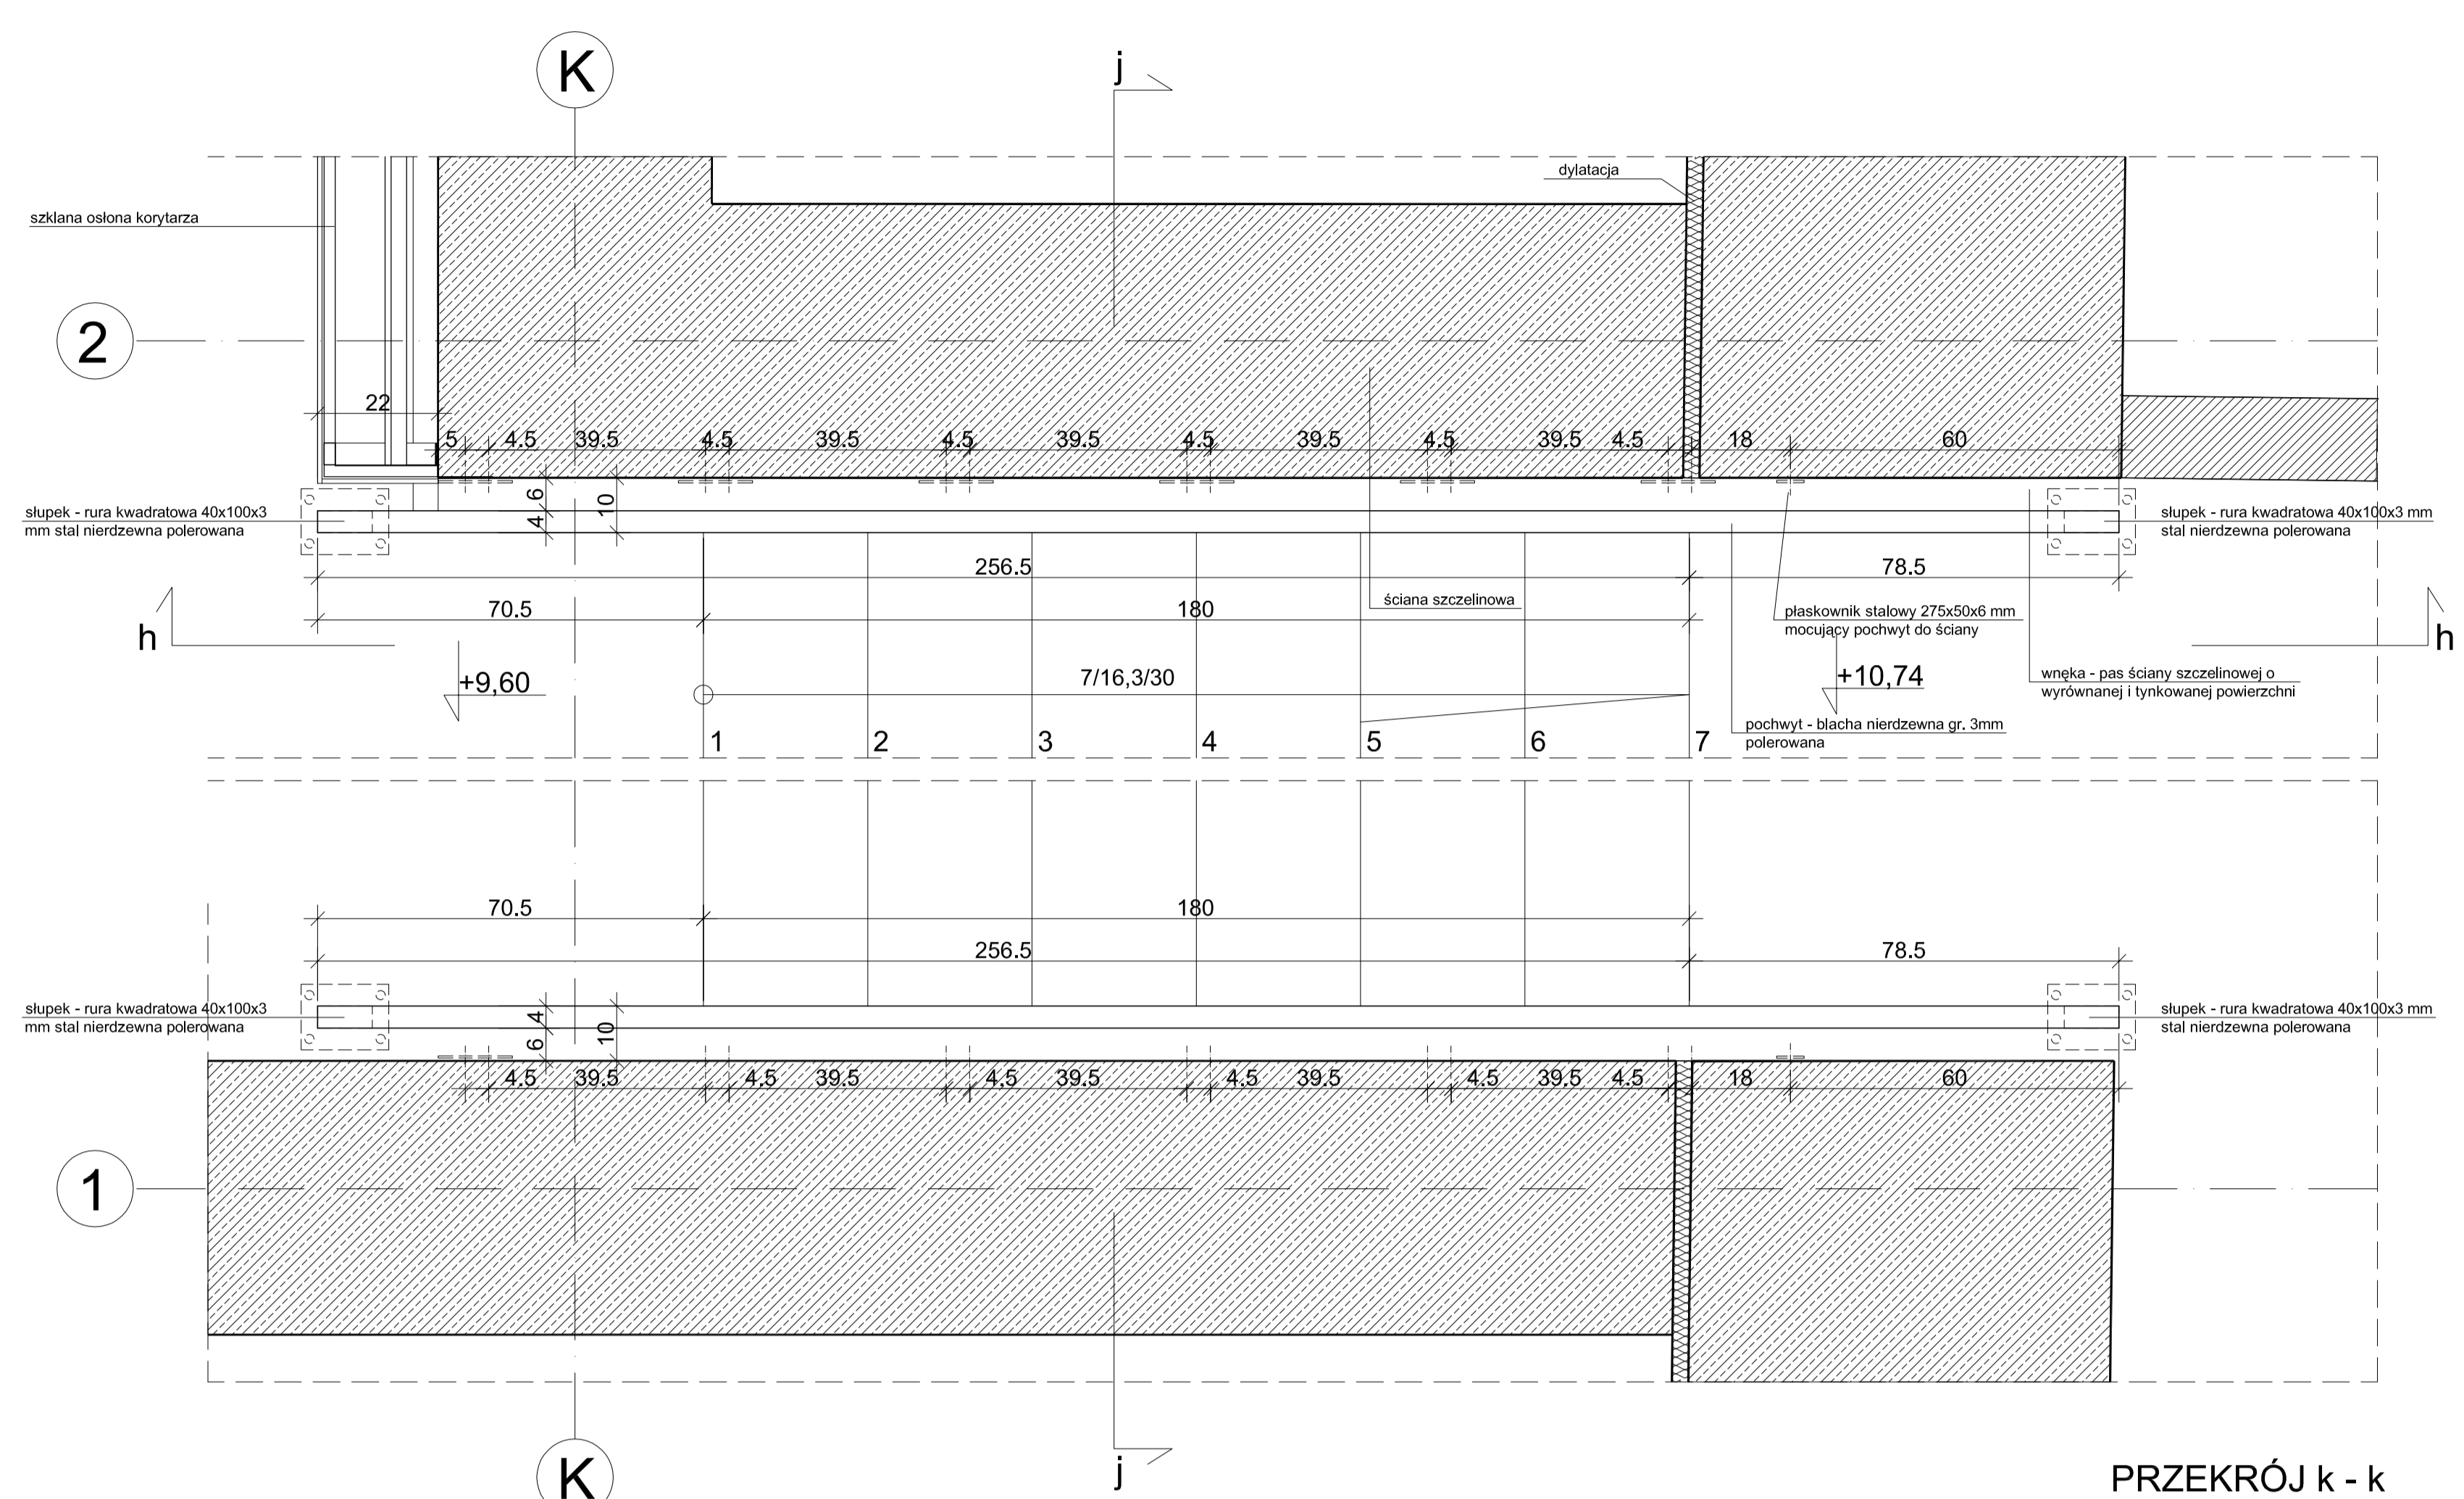 K
j
dylatacja
szklana osłona korytarza
2
22
5 4.5 39.5 4.5 39.5 4.5 39.5 4.5 39.5 4.5 39.5 4.5 18 60
6
4
10
słupek - rura kwadratowa 40x100x3
mm stal nierdzewna polerowana
słupek - rura kwadratowa 40x100x3 mm
stal nierdzewna polerowana
256.5 78.5
70.5 180
ściana szczelinowa
płaskownik stalowy 275x50x6 mm
mocujący pochwyt do ściany
h h
+9,60
7/16,3/30
+10,74
wnęka - pas ściany szczelinowej o
wyrównanej i tynkowanej powierzchni
pochwyt - blacha nierdzewna gr. 3mm
polerowana
1 2 3 4 5 6 7
70.5 180
256.5 78.5
słupek - rura kwadratowa 40x100x3
mm stal nierdzewna polerowana
4
6
10
słupek - rura kwadratowa 40x100x3 mm
stal nierdzewna polerowana
4.5 39.5 4.5 39.5 4.5 39.5 4.5 39.5 4.5 39.5 4.5 18 60
1
K
j
PRZEKRÓJ k - k